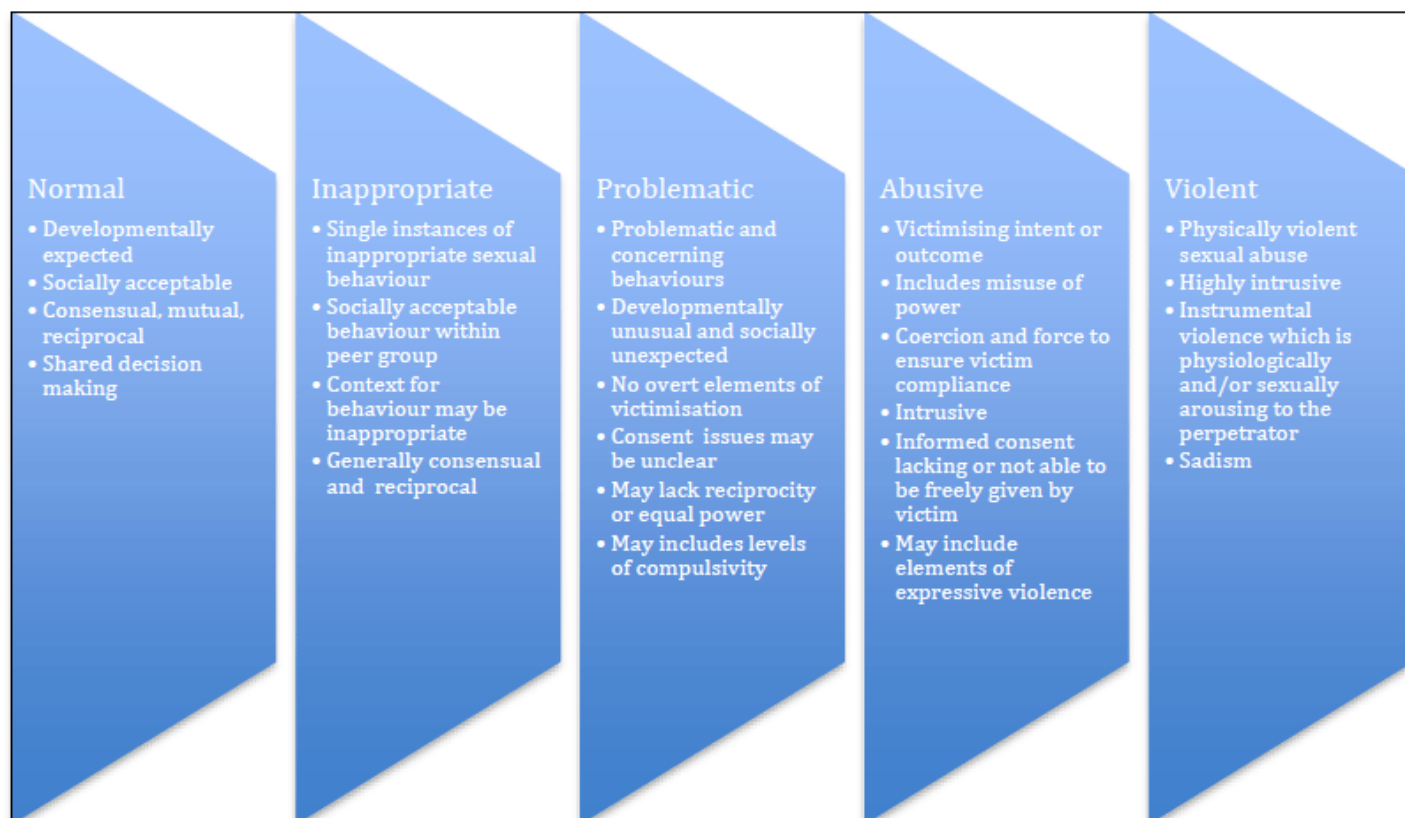 Normal
• Developmentally
expected
• Socially acceptable
• Consensual, mutual,
reciprocal
• Shared decision
making
Inappropriate
• Single instances of
inappropriate sexual
behaviour
• Socially acceptable
behaviour within
peer group
• Context for
behaviour may be
inappropriate
• Generally consensual
and reciprocal
Problematic
• Problematic and
concerning
behaviours
• Developmentally
unusual and socially
unexpected
• No overt elements of
victimisation
• Consent issues may
be unclear
• May lack reciprocity
or equal power
• May includes levels
of compulsivity
Abusive
• Victimising intent or
outcome
• Includes misuse of
power
• Coercion and force to
ensure victim
compliance
• Intrusive
• Informed consent
lacking or not able to
be freely given by
victim
• May include
elements of
expressive violence
Violent
• Physically violent
sexual abuse
• Highly intrusive
• Instrumental
violence which is
physiologically
and/or sexually
arousing to the
perpetrator
• Sadism